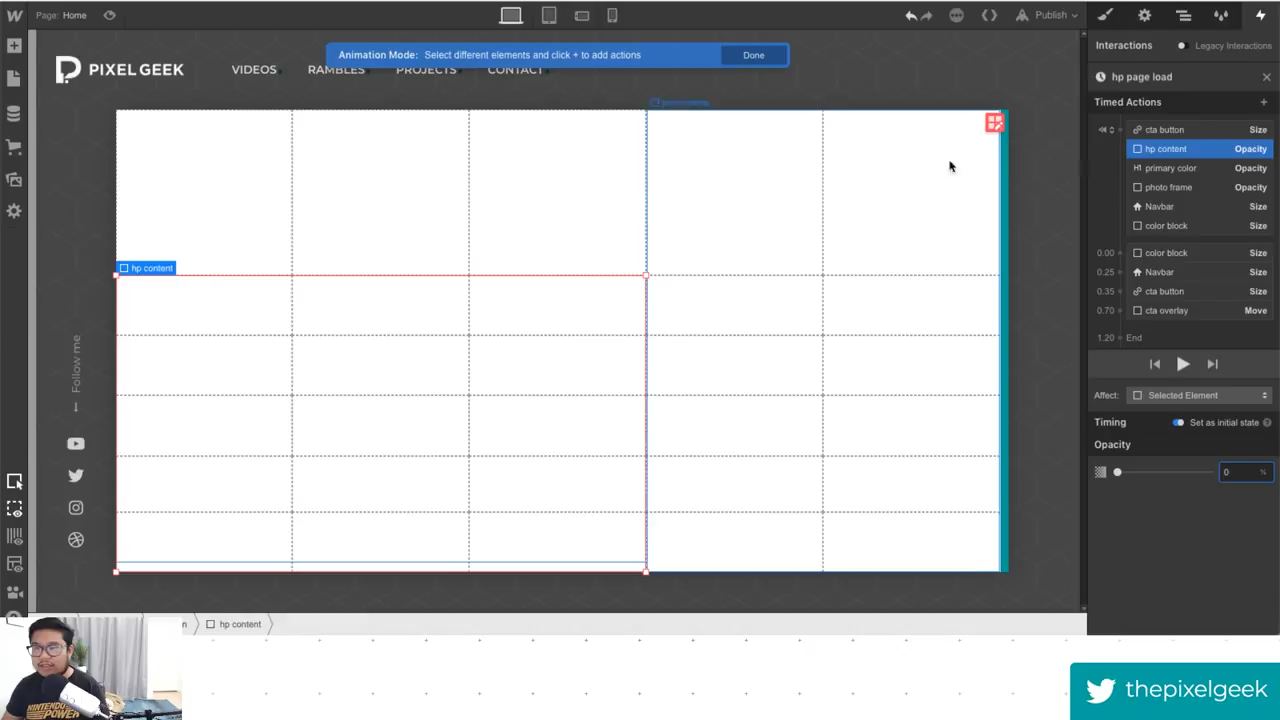 Page: Home
Publish
Animation Mode: Select different elements and click + to add actions
Done
PIXEL GEEK
VIDEOS
RAMBLES
PROJECTS
CONTACT
Interactions
Legacy Interactions
hp page load
Timed Actions
cta button Size
hp content Opacity
primary color Opacity
photo frame Opacity
Navbar Size
color block Size
0.00 color block Size
0.25 Navbar Size
0.35 cta button Size
0.70 cta overlay Move
1.20 End
Affect: Selected Element
Timing Set as initial state
Opacity
0 %
hp content
Follow me
n
hp content
NINTENDO
POWER
thepixelgeek